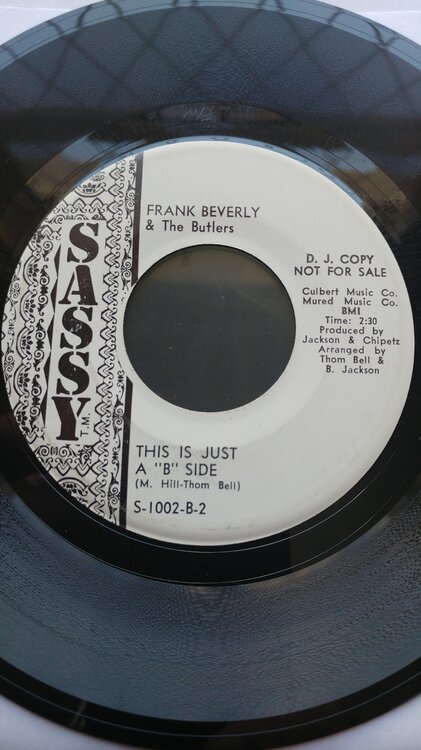 SASSY
T.M.
FRANK BEVERLY
& The Butlers
D. J. COPY
NOT FOR SALE
Culbert Music Co.
Mured Music Co.
BMI
Time: 2:30
Produced by
Jackson & Chipetz
Arranged by
Thom Bell &
B. Jackson
THIS IS JUST
A "B" SIDE
(M. Hill-Thom Bell)
S-1002-B-2